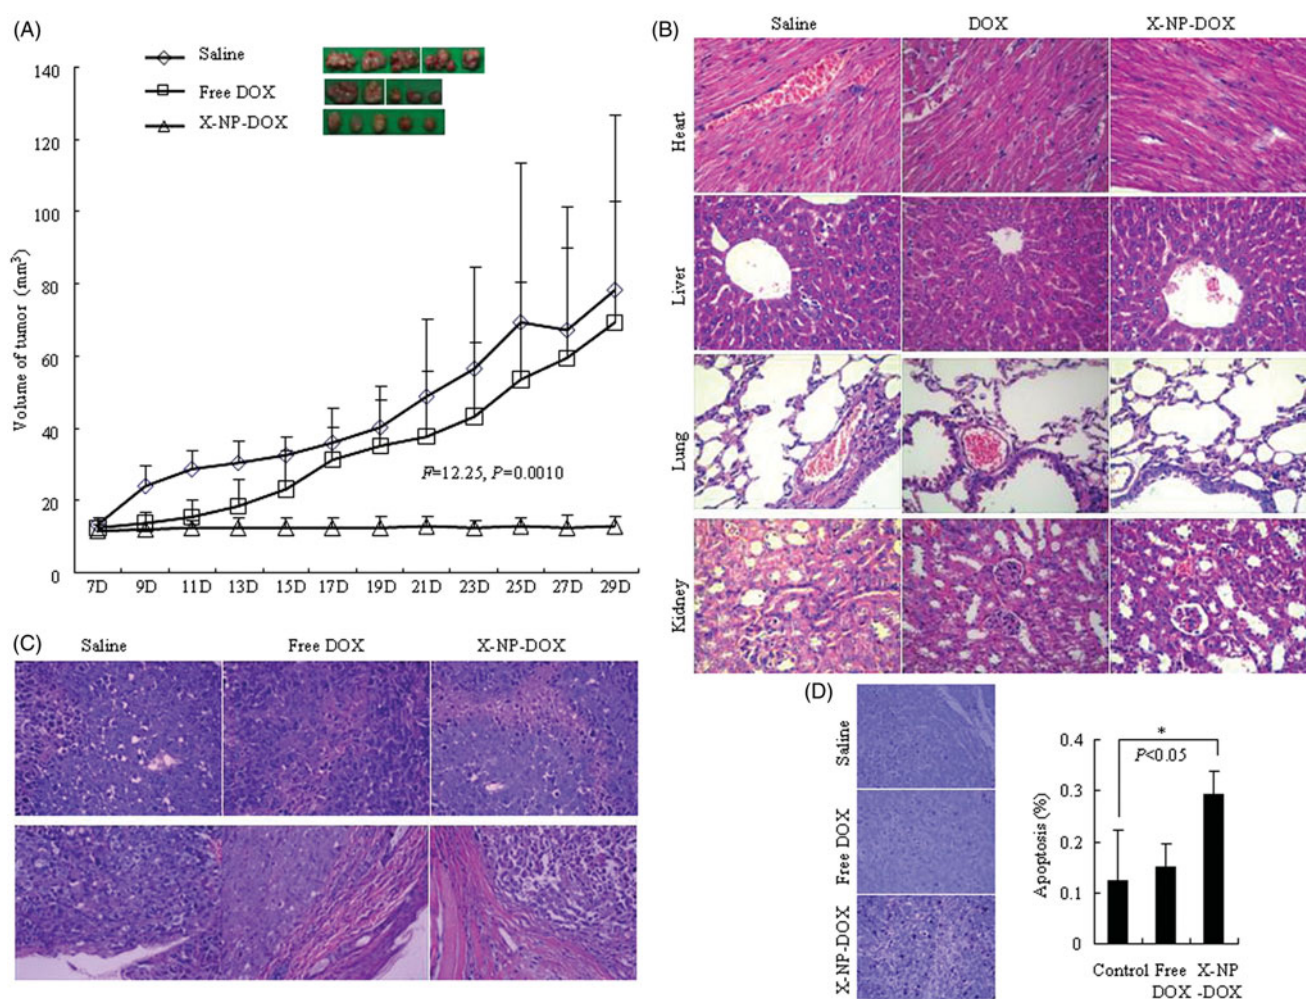 (A)
Saline
Free DOX
X-NP-DOX
140
120
100
80
60
40
20
0
Volume of tumor (mm³)
F=12.25, P=0.0010
7D 9D 11D 13D 15D 17D 19D 21D 23D 25D 27D 29D
(B)
Saline DOX X-NP-DOX
Heart
Liver
Lung
Kidney
(C)
Saline Free DOX X-NP-DOX
(D)
Saline
Free DOX
X-NP-DOX
*
P<0.05
0.4
0.3
0.2
0.1
0
Apoptosis (%)
Control Free X-NP
DOX -DOX